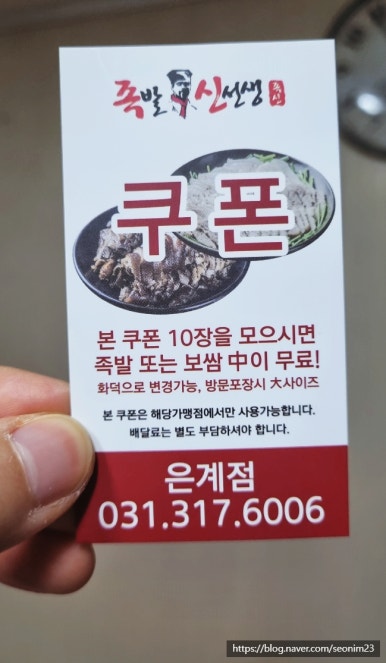 족발 신선생 족신
쿠폰
본 쿠폰 10장을 모으시면
족발 또는 보쌈 中이 무료!
화덕으로 변경가능, 방문포장시 大사이즈
본 쿠폰은 해당가맹점에서만 사용가능합니다.
배달료는 별도 부담하셔야 합니다.
은계점
031.317.6006
https://blog.naver.com/seonim23